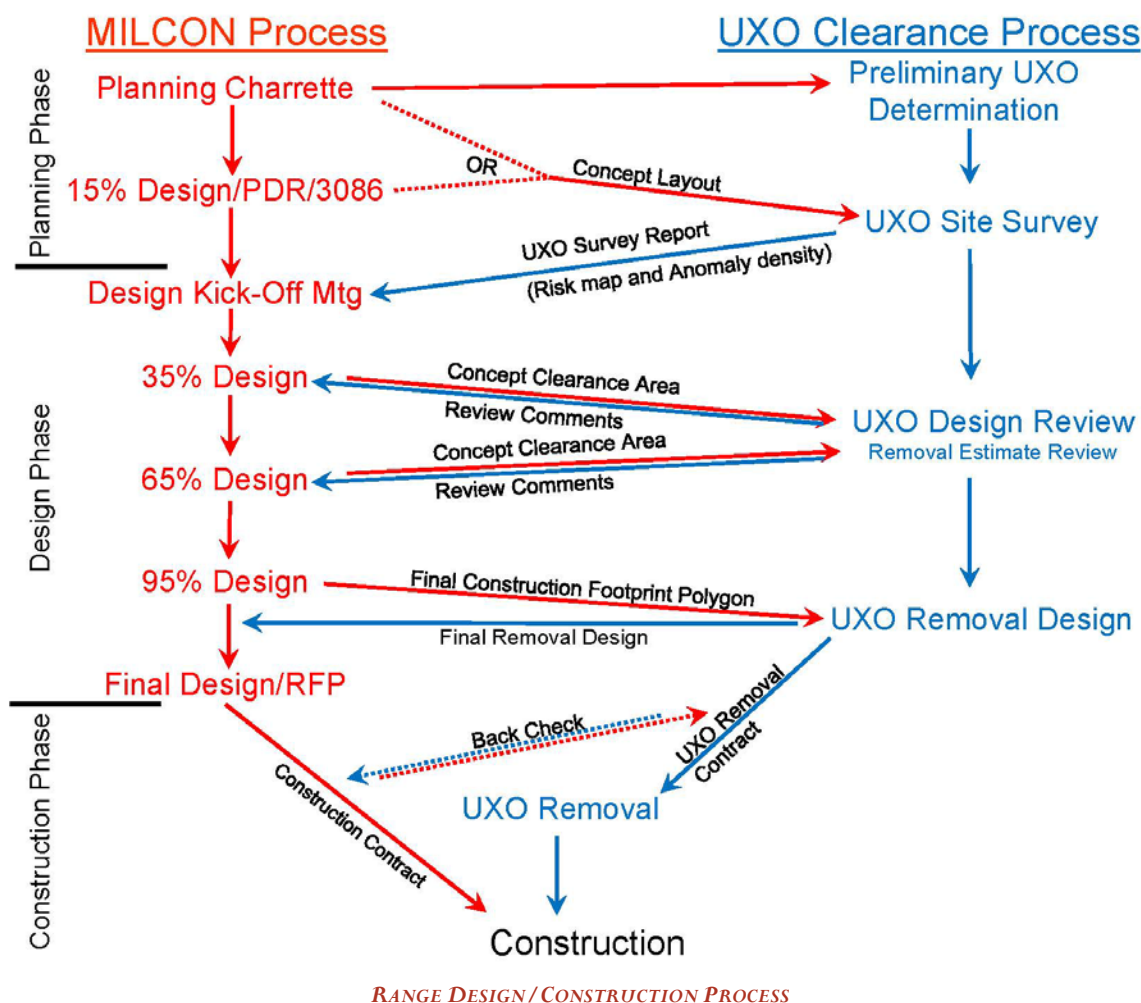 MILCON Process
UXO Clearance Process
Planning Phase
Planning Charrette
Preliminary UXO
Determination
OR
Concept Layout
15% Design/PDR/3086
UXO Site Survey
UXO Survey Report
(Risk map and Anomaly density)
Design Kick-Off Mtg
Design Phase
35% Design
Concept Clearance Area
Review Comments
UXO Design Review
Removal Estimate Review
Concept Clearance Area
65% Design
Review Comments
95% Design
Final Construction Footprint Polygon
UXO Removal Design
Final Removal Design
Final Design/RFP
Construction Phase
Back Check
UXO Removal
Contract
Construction Contract
UXO Removal
Construction
RANGE DESIGN/CONSTRUCTION PROCESS